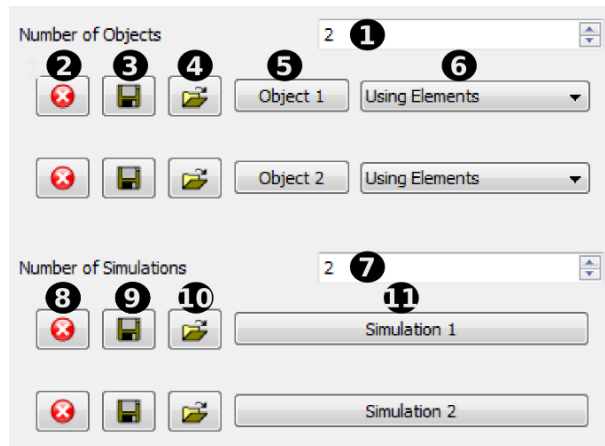 Number of Objects 2 1
2 3 4 5 6
Object 1 Using Elements
Object 2 Using Elements
Number of Simulations 2 7
8 9 10 11
Simulation 1
Simulation 2